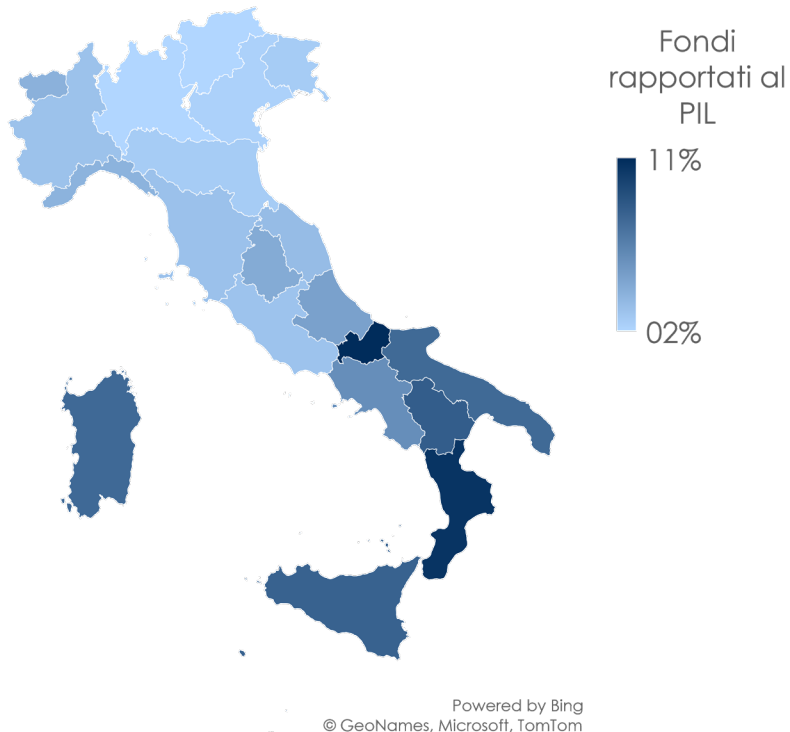 Fondi
rapportati al
PIL
11%
02%
Powered by Bing
© GeoNames, Microsoft, TomTom